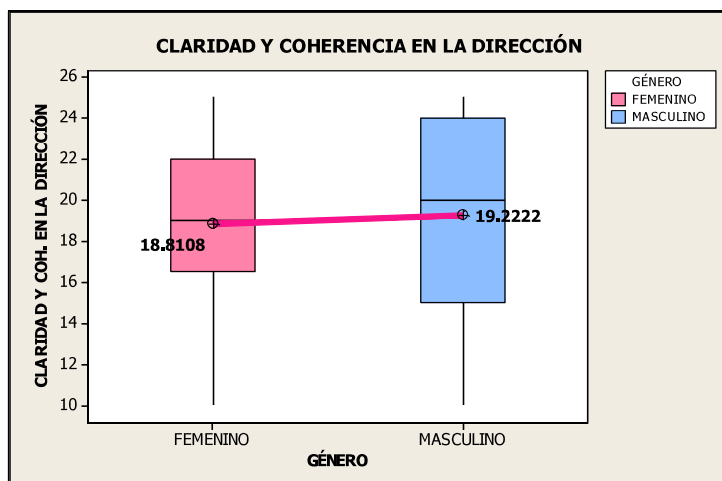 CLARIDAD Y COHERENCIA EN LA DIRECCIÓN
GÉNERO
FEMENINO
MASCULINO
CLARIDAD Y COH. EN LA DIRECCIÓN
26
24
22
20
18
16
14
12
10
18.8108
19.2222
FEMENINO
MASCULINO
GÉNERO